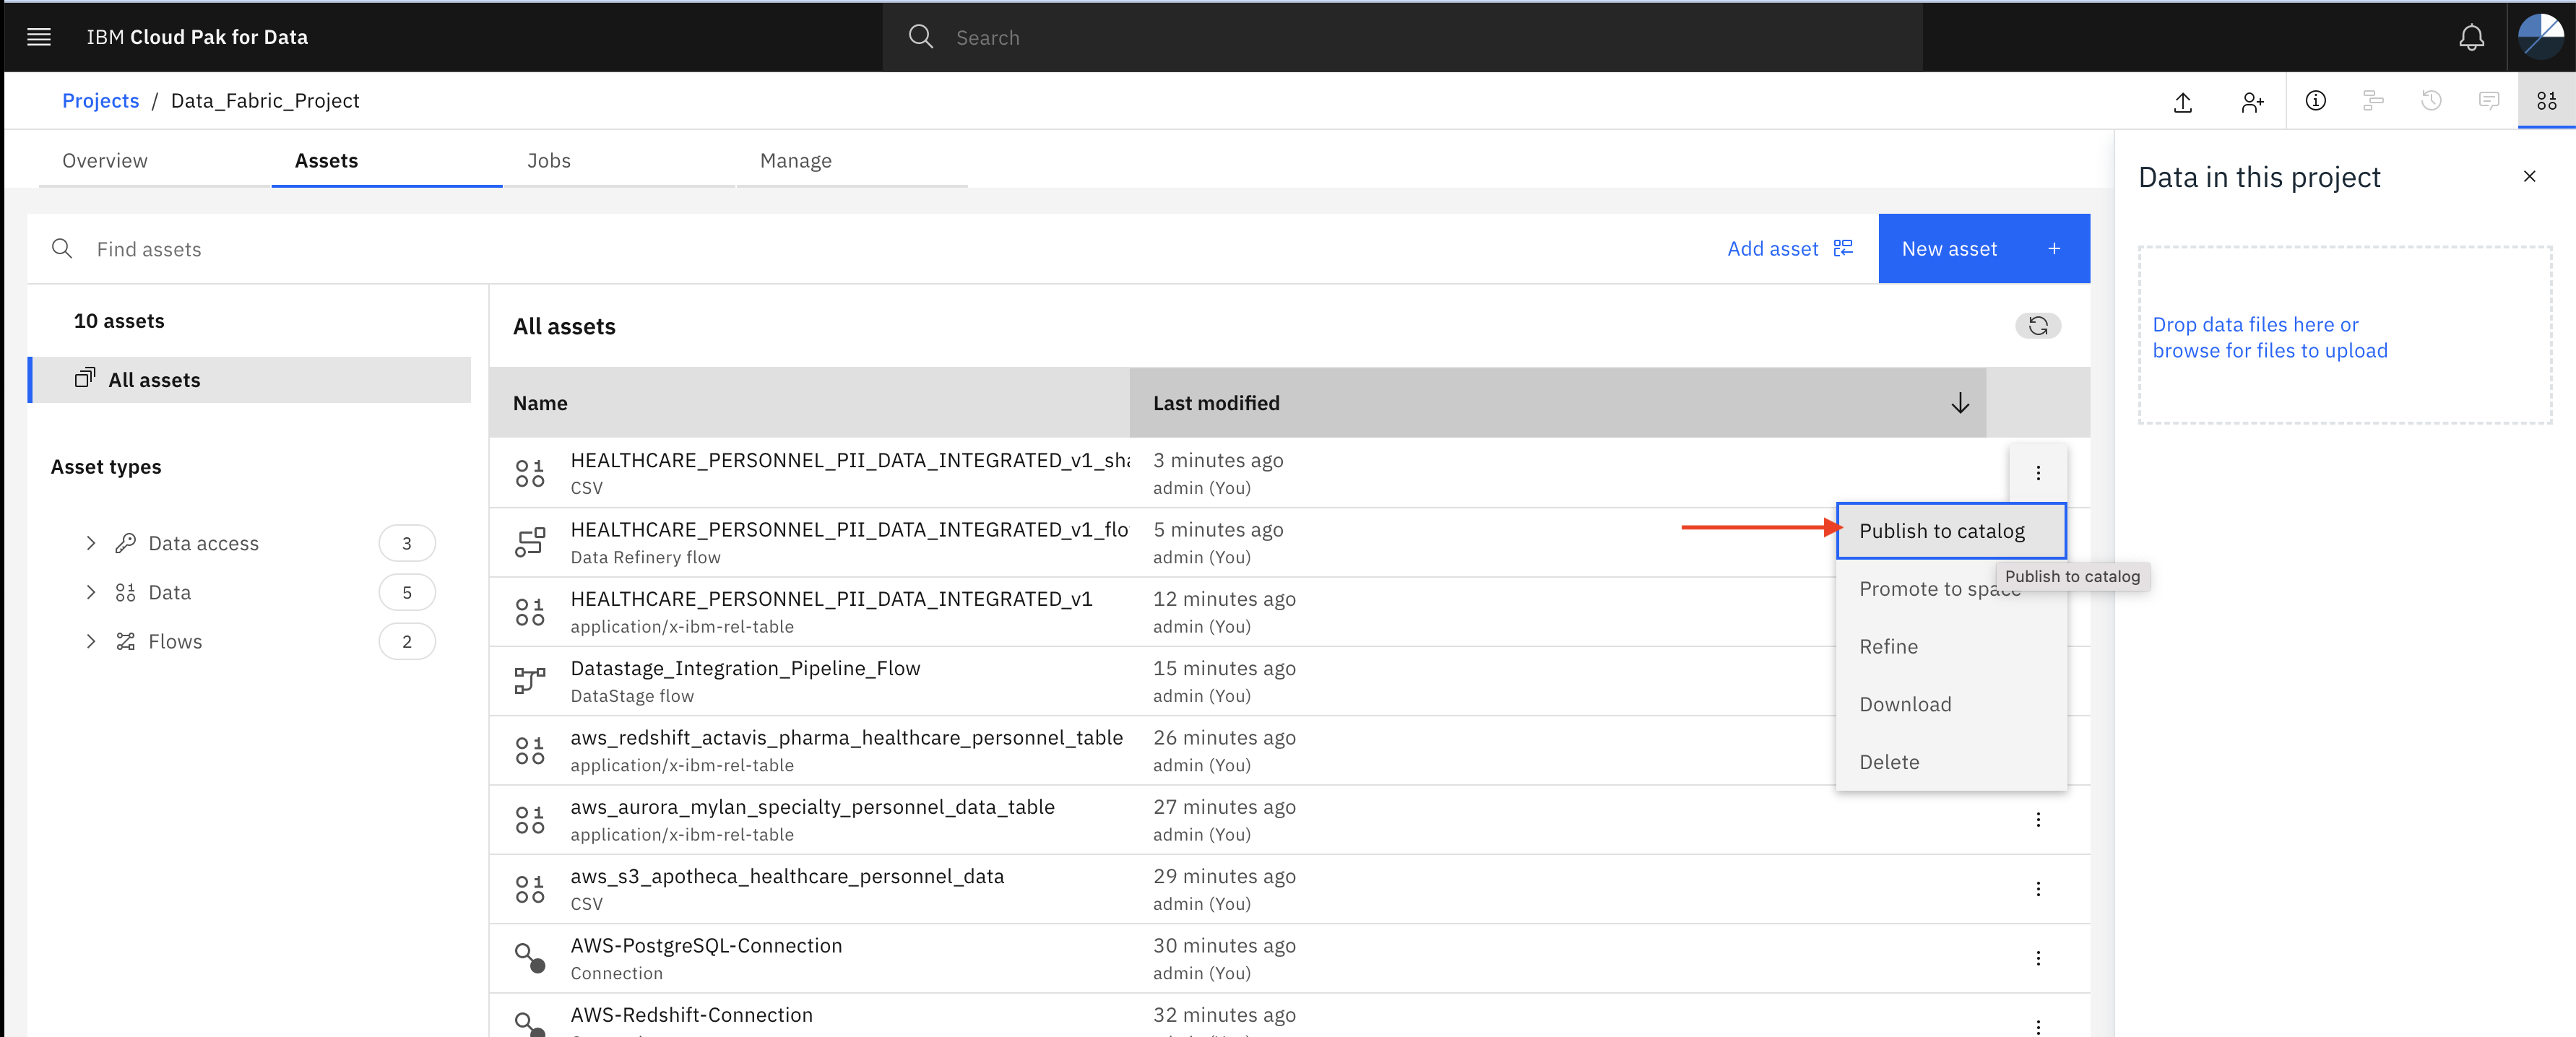 IBM Cloud Pak for Data
Search
Projects / Data_Fabric_Project
Overview
Assets
Jobs
Manage
Data in this project
Find assets
Add asset
New asset +
Drop data files here or
browse for files to upload
10 assets
All assets
Asset types
Data access 3
Data 5
Flows 2
All assets
Name
Last modified
HEALTHCARE_PERSONNEL_PII_DATA_INTEGRATED_v1_sha
CSV
3 minutes ago
admin (You)
HEALTHCARE_PERSONNEL_PII_DATA_INTEGRATED_v1_flo
Data Refinery flow
5 minutes ago
admin (You)
HEALTHCARE_PERSONNEL_PII_DATA_INTEGRATED_v1
application/x-ibm-rel-table
12 minutes ago
admin (You)
Datastage_Integration_Pipeline_Flow
DataStage flow
15 minutes ago
admin (You)
aws_redshift_actavis_pharma_healthcare_personnel_table
application/x-ibm-rel-table
26 minutes ago
admin (You)
aws_aurora_mylan_specialty_personnel_data_table
application/x-ibm-rel-table
27 minutes ago
admin (You)
aws_s3_apotheca_healthcare_personnel_data
CSV
29 minutes ago
admin (You)
AWS-PostgreSQL-Connection
Connection
30 minutes ago
admin (You)
AWS-Redshift-Connection
32 minutes ago
Publish to catalog
Publish to catalog
Promote to space
Refine
Download
Delete